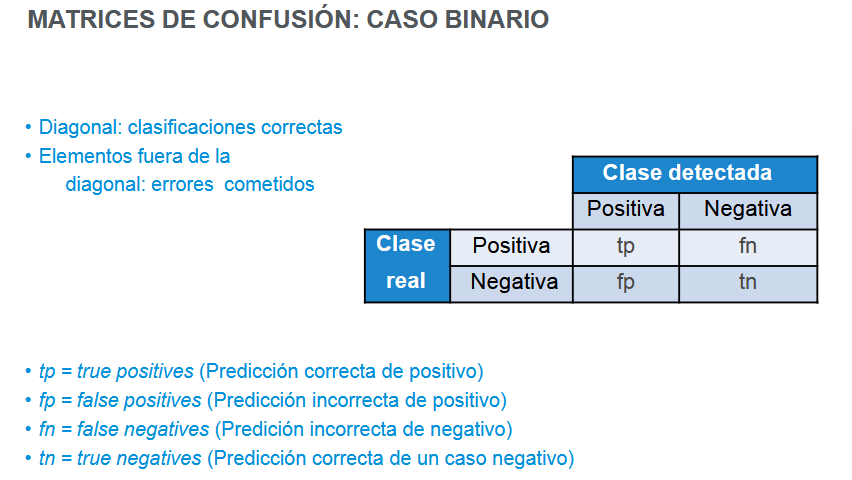 MATRICES DE CONFUSIÓN: CASO BINARIO
• Diagonal: clasificaciones correctas
• Elementos fuera de la
diagonal: errores cometidos
Clase detectada
Positiva Negativa
Clase real
Positiva tp fn
Negativa fp tn
• tp = true positives (Predicción correcta de positivo)
• fp = false positives (Predicción incorrecta de positivo)
• fn = false negatives (Predición incorrecta de negativo)
• tn = true negatives (Predicción correcta de un caso negativo)